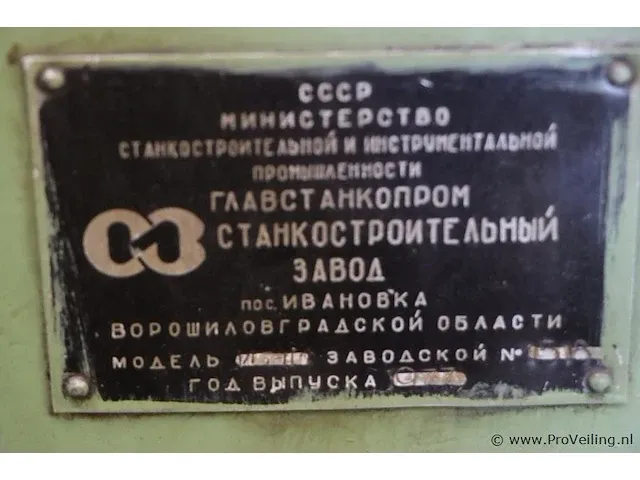 СССР
МИНИСТЕРСТВО
СТАНКОСТРОИТЕЛЬНОЙ И ИНСТРУМЕНТАЛЬНОЙ
ПРОМЫШЛЕННОСТИ
ГЛАВСТАНКОПРОМ
СТАНКОСТРОИТЕЛЬНЫЙ
ЗАВОД
ПОС. ИВАНОВКА
ВОРОШИЛОВГРАДСКОЙ ОБЛАСТИ
МОДЕЛЬ ЗАВОДСКОЙ №
ГОД ВЫПУСКА
© www.ProVeiling.nl